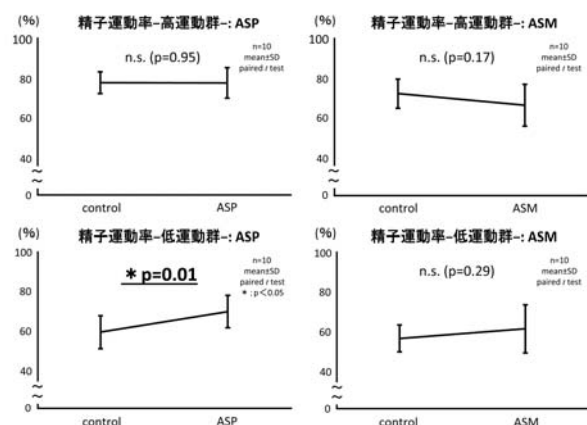 精子運動率–高運動群–: ASP
(%)
100
80
60
40
0
n.s. (p=0.95)
n=10
mean±SD
paired t test
control
ASP
精子運動率–高運動群–: ASM
(%)
100
80
60
40
0
n.s. (p=0.17)
n=10
mean±SD
paired t test
control
ASM
精子運動率–低運動群–: ASP
(%)
100
80
60
40
0
＊p=0.01
n=10
mean±SD
paired t test
＊:p＜0.05
control
ASP
精子運動率–低運動群–: ASM
(%)
100
80
60
40
0
n.s. (p=0.29)
n=10
mean±SD
paired t test
control
ASM